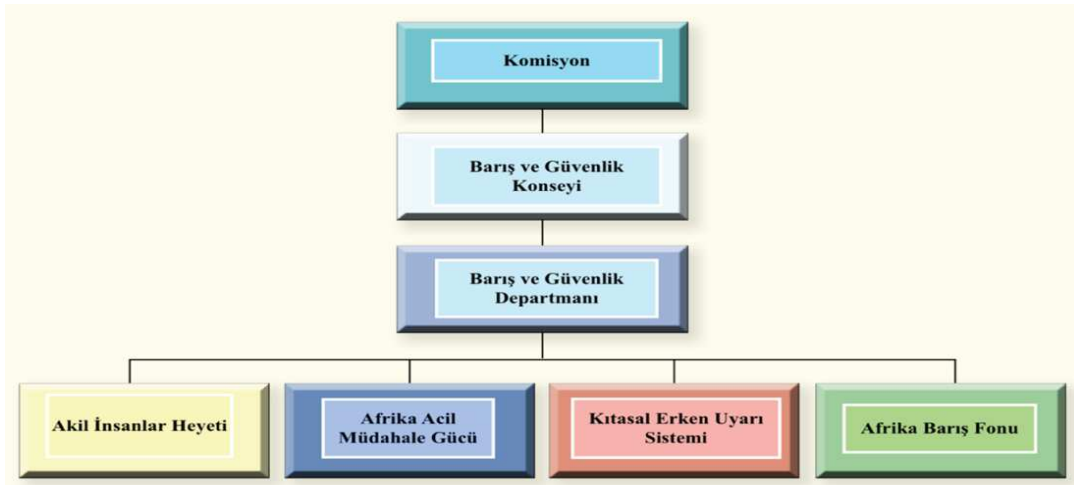 Komisyon
Barış ve Güvenlik
Konseyi
Barış ve Güvenlik
Departmanı
Akil İnsanlar Heyeti
Afrika Acil
Müdahale Gücü
Kıtasal Erken Uyarı
Sistemi
Afrika Barış Fonu